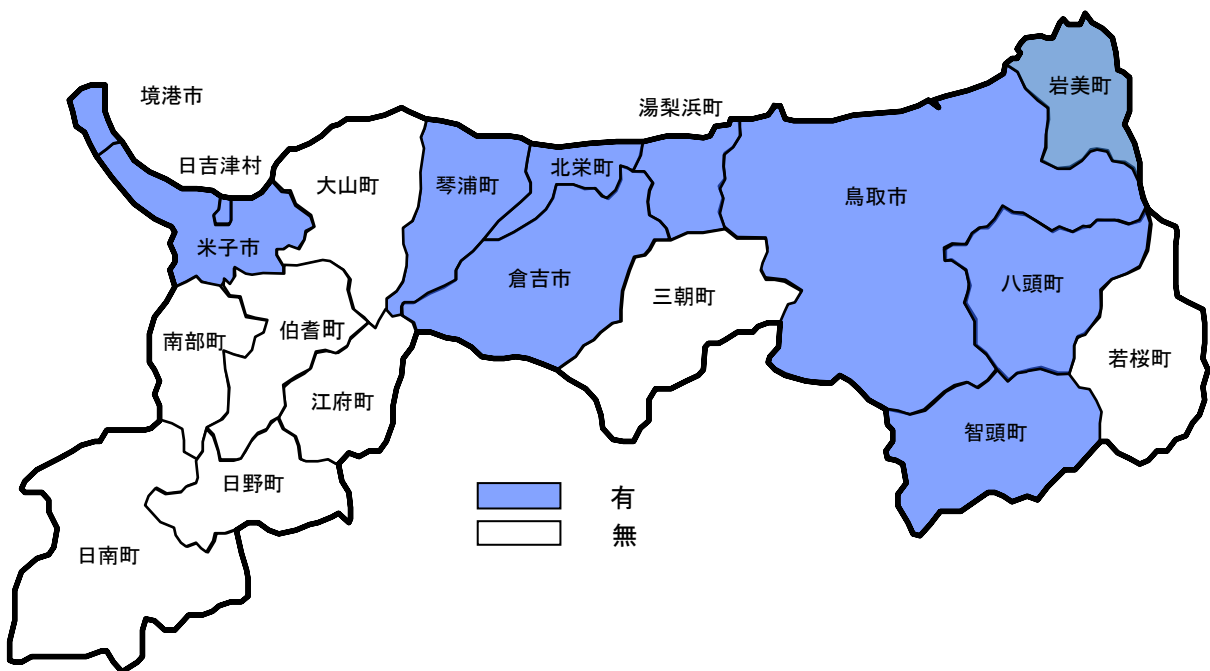 岩美町
境港市
湯梨浜町
日吉津村
北栄町
大山町
琴浦町
鳥取市
米子市
倉吉市
八頭町
三朝町
伯耆町
南部町
若桜町
江府町
智頭町
日野町
有
無
日南町